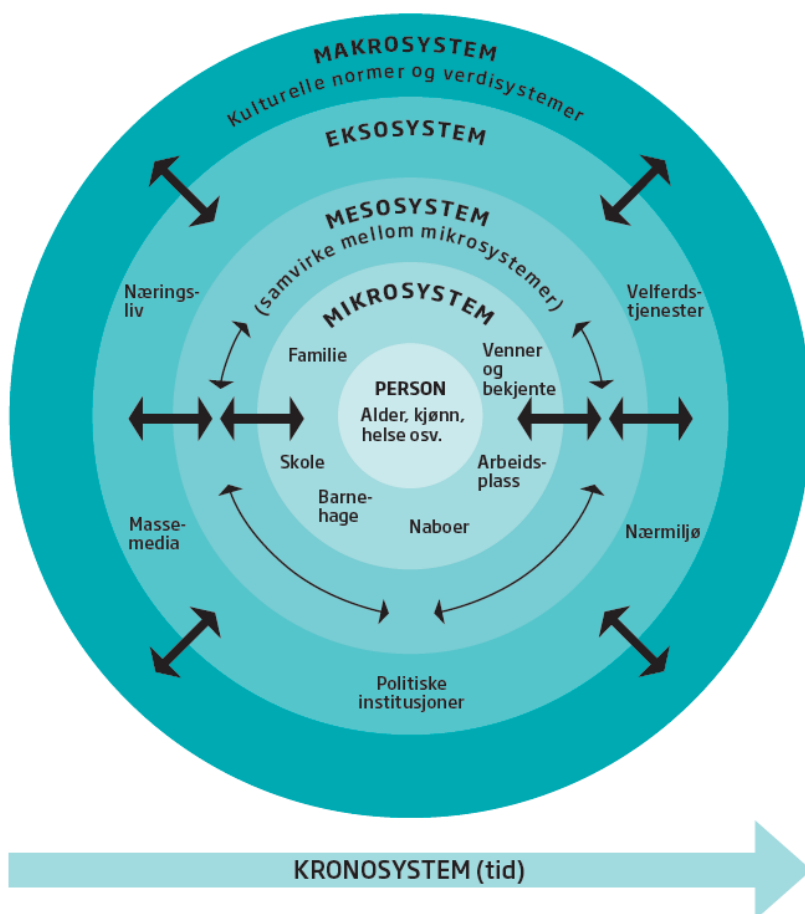 MAKROSYSTEM
Kulturelle normer og verdisystemer
EKSOSYSTEM
MESOSYSTEM
(samvirke mellom mikrosystemer)
MIKROSYSTEM
Nærings-
liv
Velferds-
tjenester
Familie
Venner
og
bekjente
PERSON
Alder, kjønn,
helse osv.
Skole
Arbeids-
plass
Barne-
hage
Naboer
Masse-
media
Nærmiljø
Politiske
institusjoner
KRONOSYSTEM (tid)